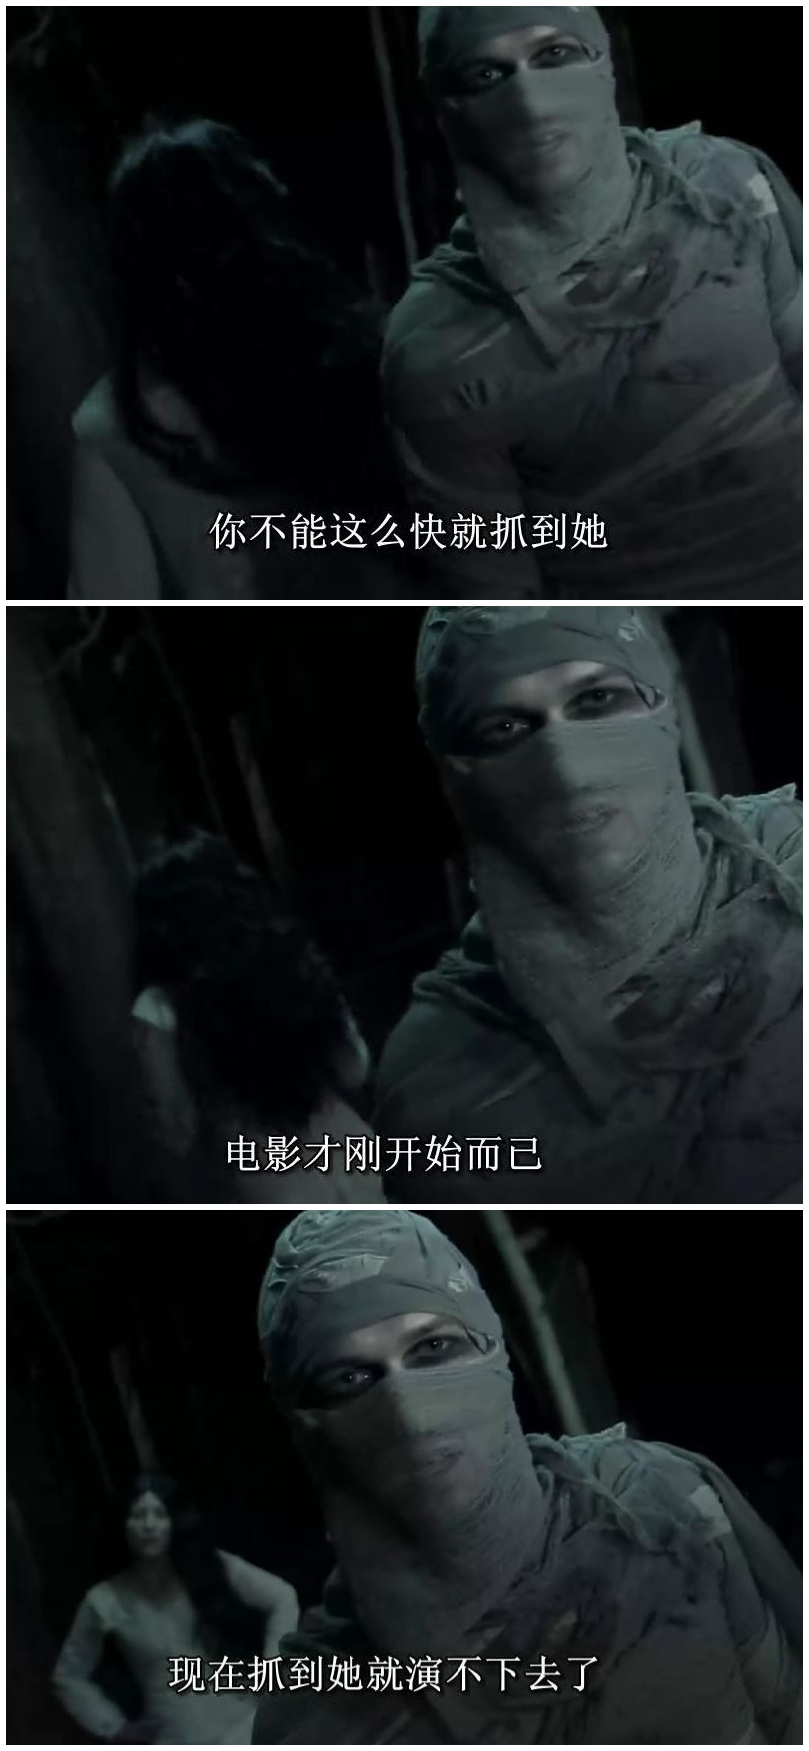 你不能这么快就抓到她
电影才刚开始而已
现在抓到她就演不下去了